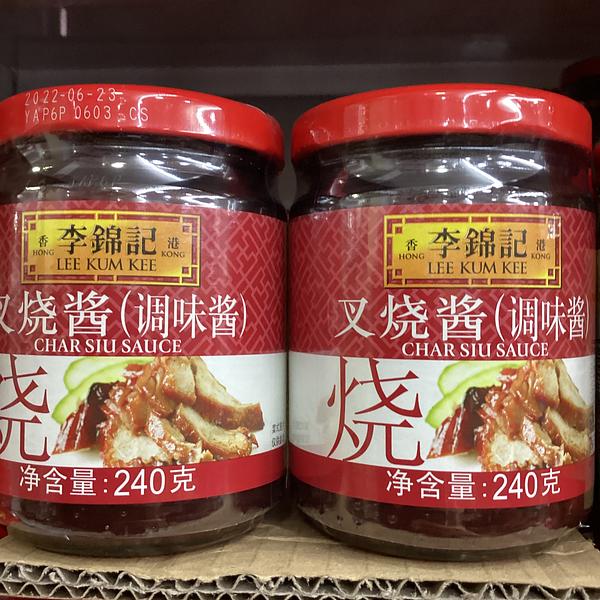 2022-06-23
YAP6P 0603 CS
香 李錦記 港
HONG LEE KUM KEE KONG
叉烧酱(调味酱)
CHAR SIU SAUCE
烧
净含量:240克
香 李錦記 港
HONG LEE KUM KEE KONG
叉烧酱(调味酱)
CHAR SIU SAUCE
烧
净含量:240克